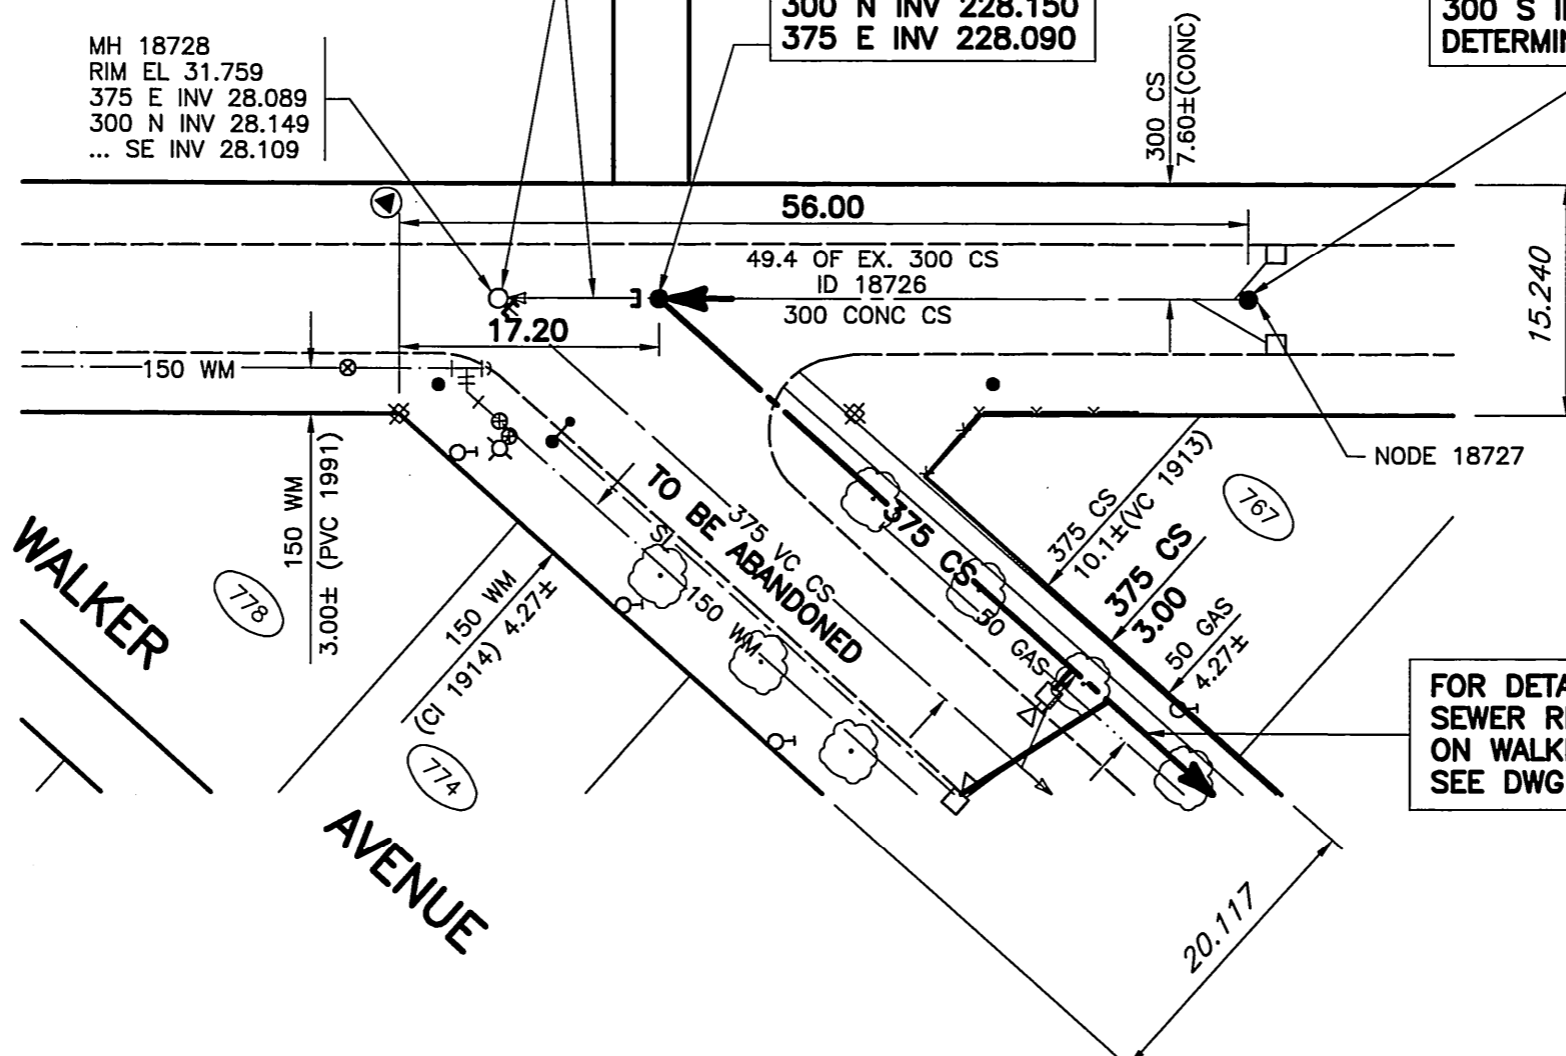 300 N INV 228.150
375 E INV 228.090
300 S
DETERMIN
MH 18728
RIM EL 31.759
375 E INV 28.089
300 N INV 28.149
... SE INV 28.109
300 CS
7.60±(CONC)
56.00
49.4 OF EX. 300 CS
ID 18726
300 CONC CS
17.20
15.240
150 WM
NODE 18727
150 WM
3.00± (PVC 1991)
TO BE ABANDONED
375 VC CS
SL
150 WM
375 CS
50 GAS
375 CS
10.1±(VC 1913)
375 CS
3.00
50 GAS
4.27±
767
778
150 WM
(CI 1914) 4.27±
774
WALKER
AVENUE
FOR DETA
SEWER R
ON WALK
SEE DWG
20.117